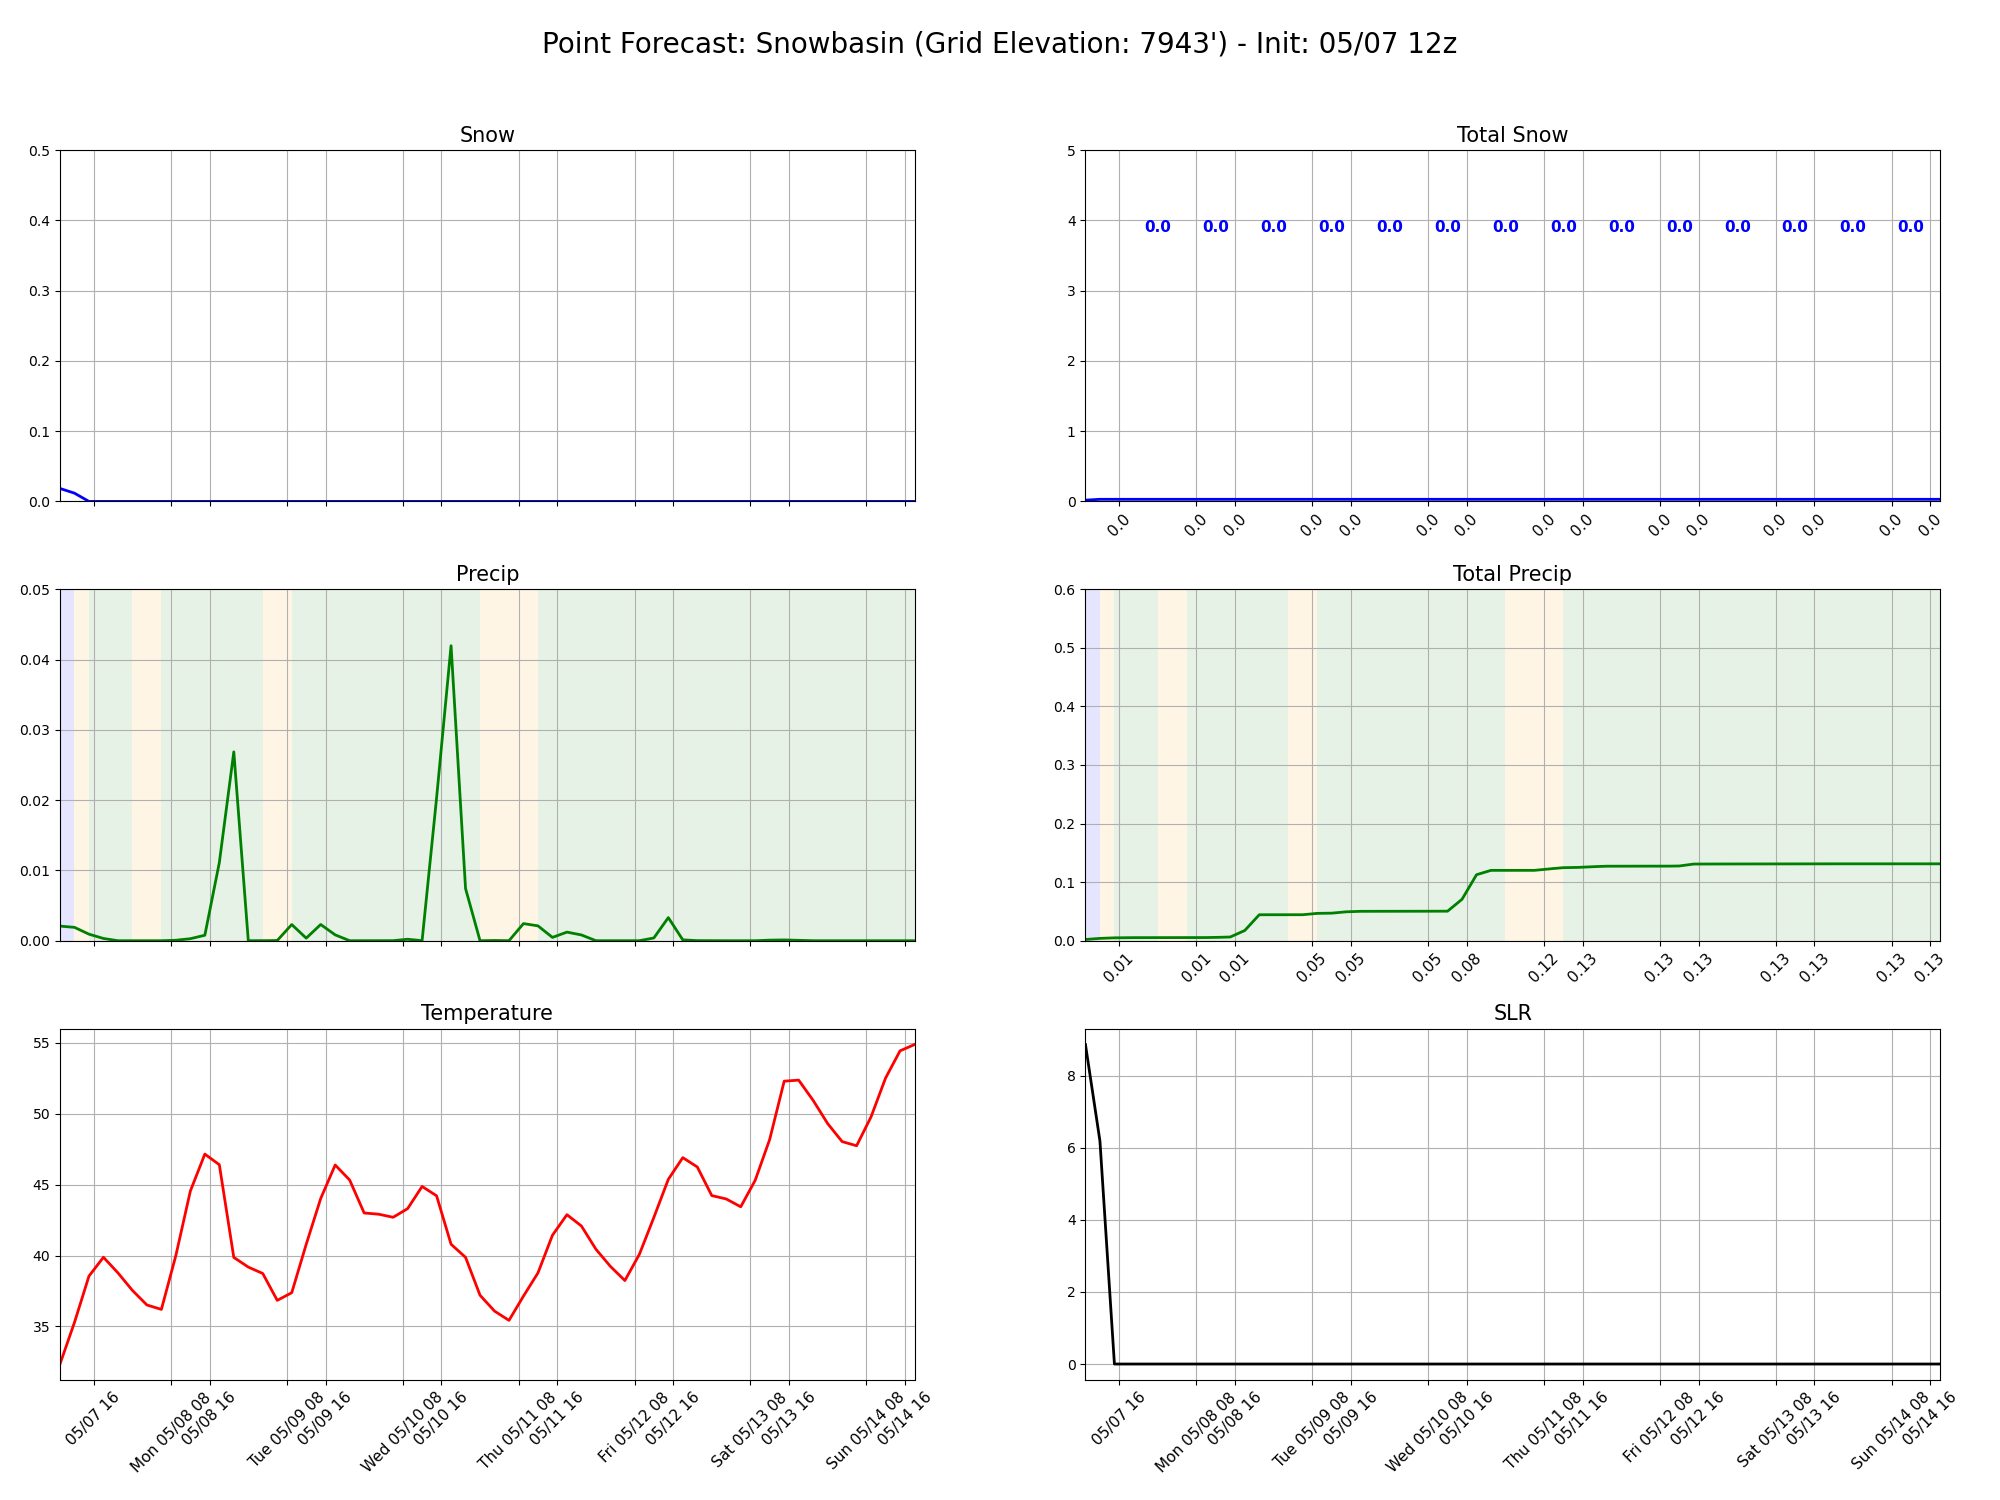 Point Forecast: Snowbasin (Grid Elevation: 7943') - Init: 05/07 12z
Snow
0.5
0.4
0.3
0.2
0.1
0.0
Total Snow
5
4
3
2
1
0
0.0 0.0 0.0 0.0 0.0 0.0 0.0 0.0 0.0 0.0 0.0 0.0 0.0 0.0
0.0 0.0 0.0 0.0 0.0 0.0 0.0 0.0 0.0 0.0 0.0 0.0 0.0 0.0 0.0
Precip
0.05
0.04
0.03
0.02
0.01
0.00
Total Precip
0.6
0.5
0.4
0.3
0.2
0.1
0.0
0.01 0.01 0.01 0.05 0.05 0.05 0.08 0.12 0.13 0.13 0.13 0.13 0.13 0.13 0.13
Temperature
55
50
45
40
35
05/07 16
Mon 05/08 08
05/08 16
Tue 05/09 08
05/09 16
Wed 05/10 08
05/10 16
Thu 05/11 08
05/11 16
Fri 05/12 08
05/12 16
Sat 05/13 08
05/13 16
Sun 05/14 08
05/14 16
SLR
8
6
4
2
0
05/07 16
Mon 05/08 08
05/08 16
Tue 05/09 08
05/09 16
Wed 05/10 08
05/10 16
Thu 05/11 08
05/11 16
Fri 05/12 08
05/12 16
Sat 05/13 08
05/13 16
Sun 05/14 08
05/14 16